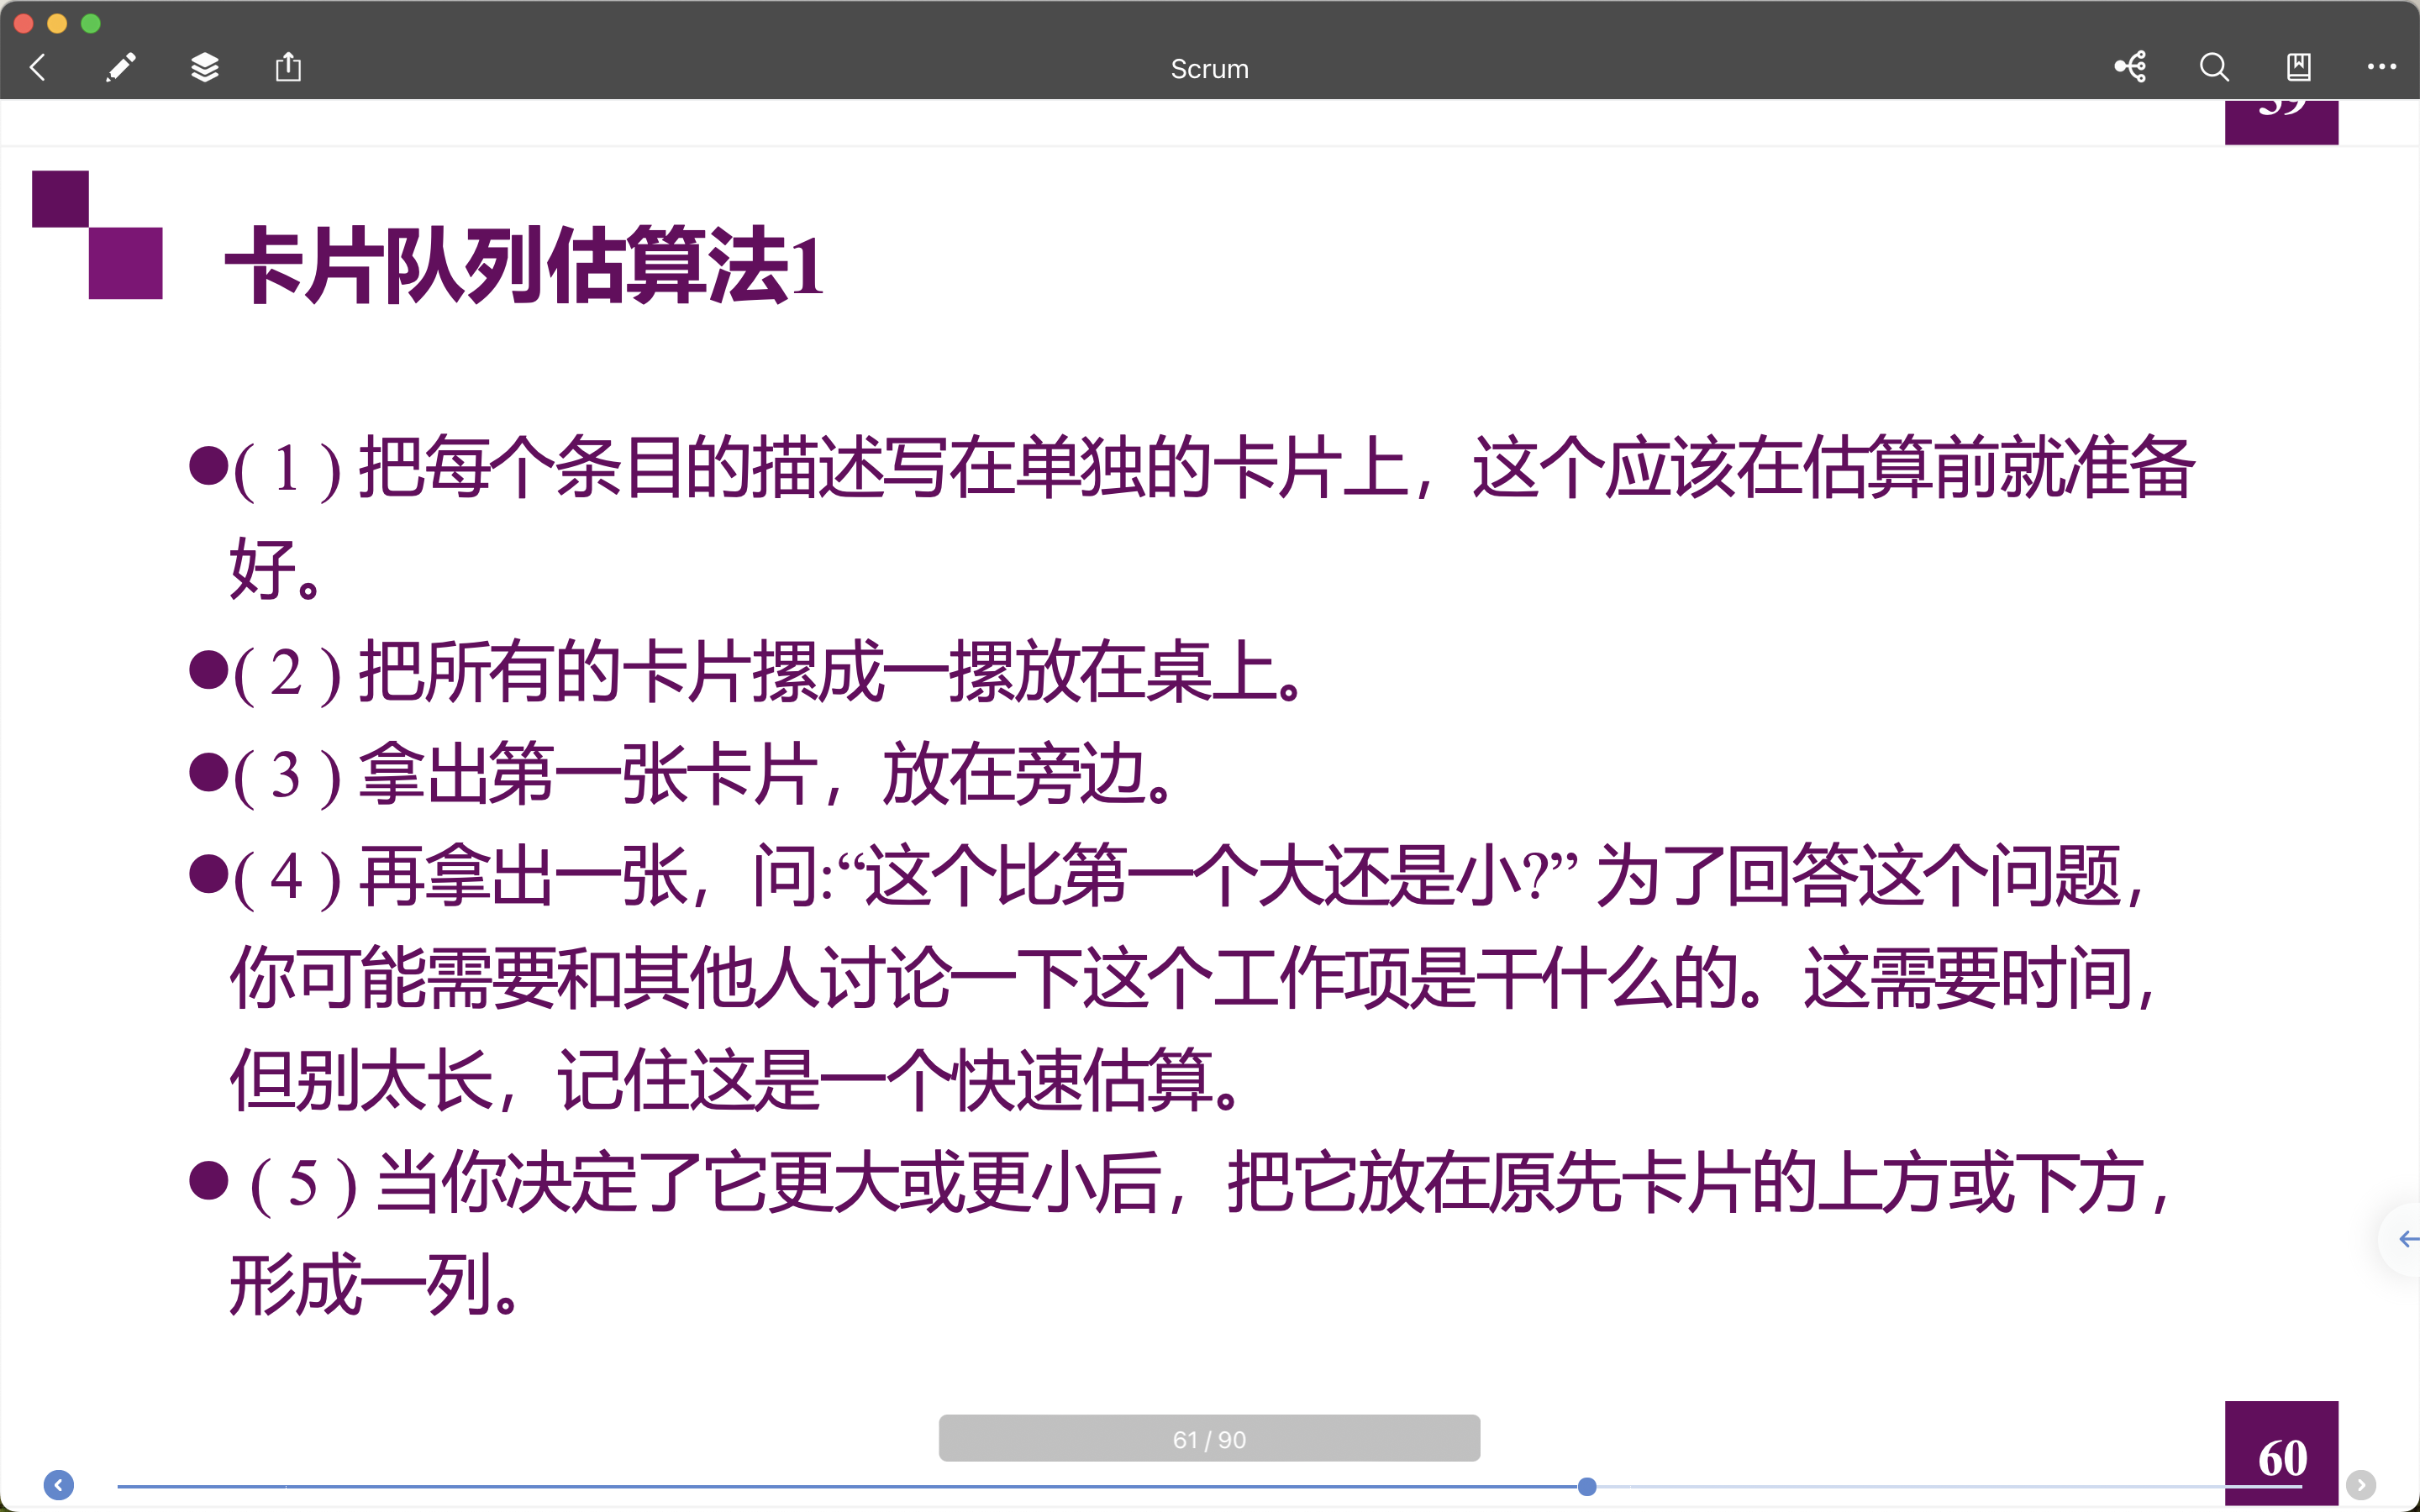 Scrum
卡片队列估算法1
●(1)把每个条目的描述写在单独的卡片上，这个应该在估算前就准备
好。
●(2)把所有的卡片摞成一摞放在桌上。
●(3)拿出第一张卡片，放在旁边。
●(4)再拿出一张，问:“这个比第一个大还是小?”为了回答这个问题，
你可能需要和其他人讨论一下这个工作项是干什么的。这需要时间，
但别太长，记住这是一个快速估算。
●(5)当你决定了它更大或更小后，把它放在原先卡片的上方或下方，
形成一列。
61 / 90
60